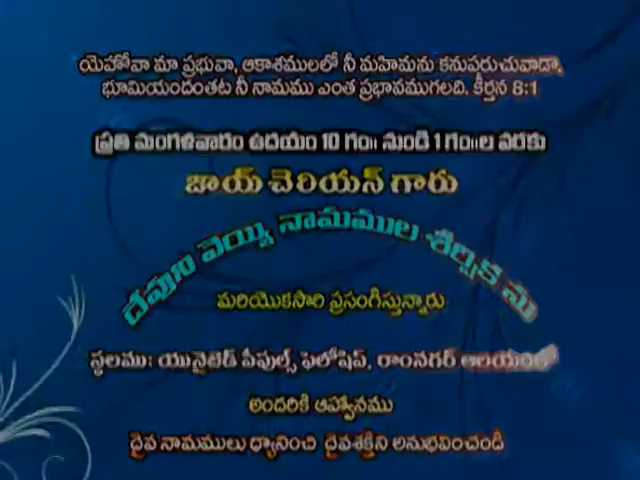 యెహోవా మా ప్రభువా, ఆకాశములలో నీ మహిమను కనుపరుచువాడా,
భూమియందంతట నీ నామము ఎంత ప్రభావముగలది. కీర్తన 8:1
ప్రతి మంగళవారం ఉదయం 10 గం॥ నుండి 1 గం॥ల వరకు
జాయ్ చెరియన్ గారు
దేవుని వెయ్యి నామముల శీర్షిక ను
మరియొకసారి ప్రసంగిస్తున్నారు
స్థలము: యునైటెడ్ పీపుల్స్ ఫెలోషిప్, రాంనగర్ ఆలయంలో
అందరికి ఆహ్వానము
దైవ నామములు ధ్యానించి దైవశక్తిని అనుభవించండి